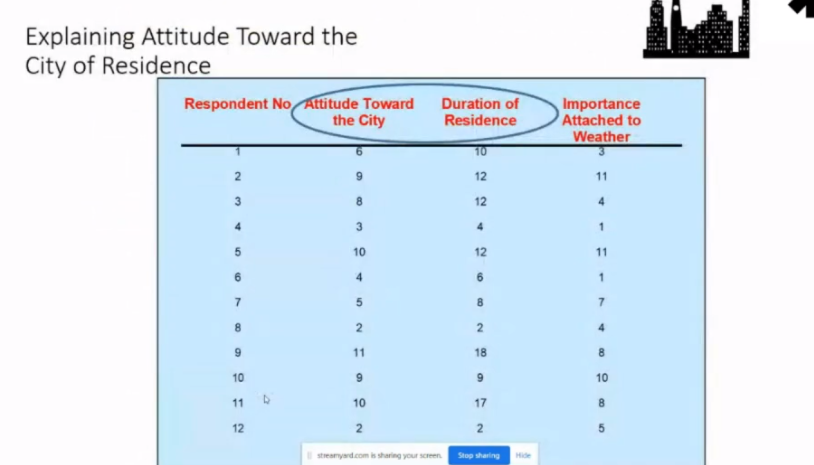 Explaining Attitude Toward the
City of Residence
Respondent No Attitude Toward the City Duration of Residence Importance Attached to Weather
1 6 10 3
2 9 12 11
3 8 12 4
4 3 4 1
5 10 12 11
6 4 6 1
7 5 8 7
8 2 2 4
9 11 18 8
10 9 9 10
11 10 17 8
12 2 2 5
streamyard.com is sharing your screen. Stop sharing Hide